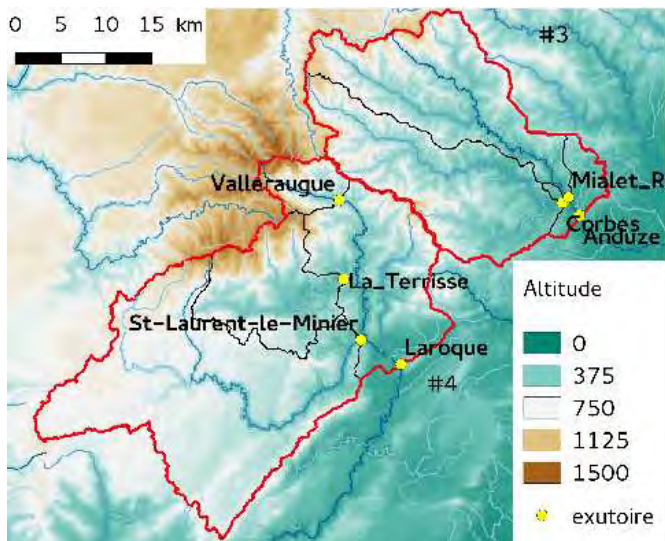 0 5 10 15 km
#3
Valleraugue
Mialet_R
Corbès
Anduze
La_Terrisse
St-Laurent-le-Minier
Laroque
#4
Altitude
0
375
750
1125
1500
exutoire